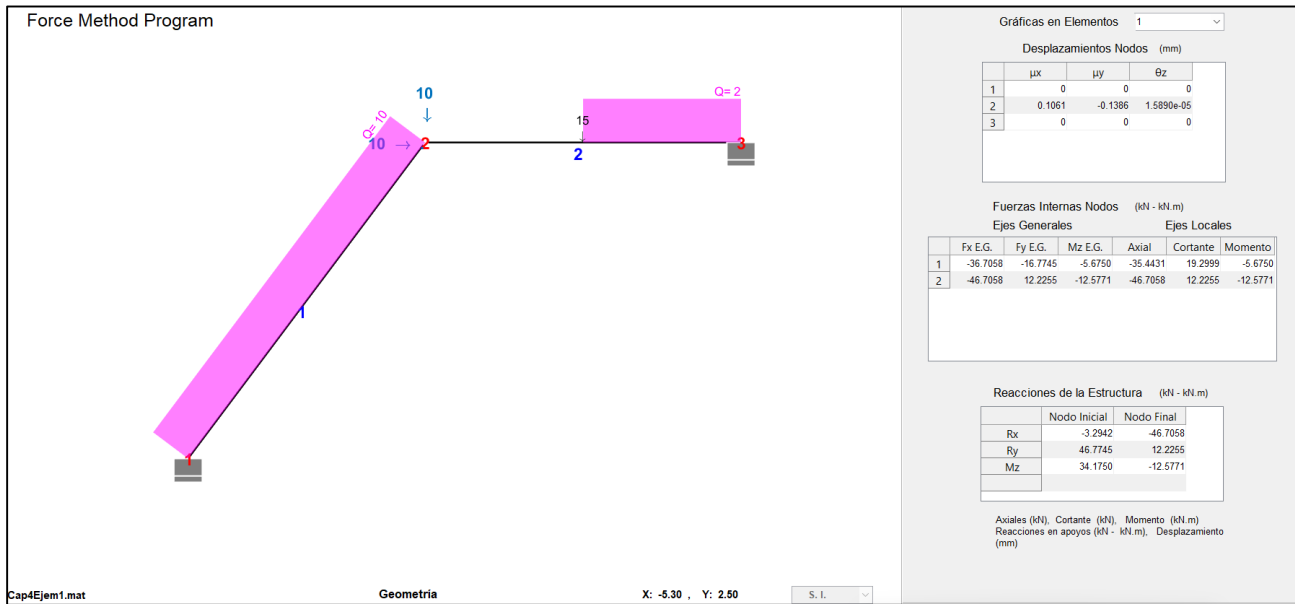 Force Method Program
10
Q= 10
10 → 2
15
2
Q= 2
3
1
1
Cap4Ejem1.mat Geometría X: -5.30 , Y: 2.50 S. I.
Gráficas en Elementos 1
Desplazamientos Nodos (mm)
μx μy θz
1 0 0 0
2 0.1061 -0.1386 1.5890e-05
3 0 0 0
Fuerzas Internas Nodos (kN - kN.m)
Ejes Generales Ejes Locales
Fx E.G. Fy E.G. Mz E.G. Axial Cortante Momento
1 -36.7058 -16.7745 -5.6750 -35.4431 19.2999 -5.6750
2 -46.7058 12.2255 -12.5771 -46.7058 12.2255 -12.5771
Reacciones de la Estructura (kN - kN.m)
Nodo Inicial Nodo Final
Rx -3.2942 -46.7058
Ry 46.7745 12.2255
Mz 34.1750 -12.5771
Axiales (kN), Cortante (kN), Momento (kN.m)
Reacciones en apoyos (kN - kN.m), Desplazamiento
(mm)